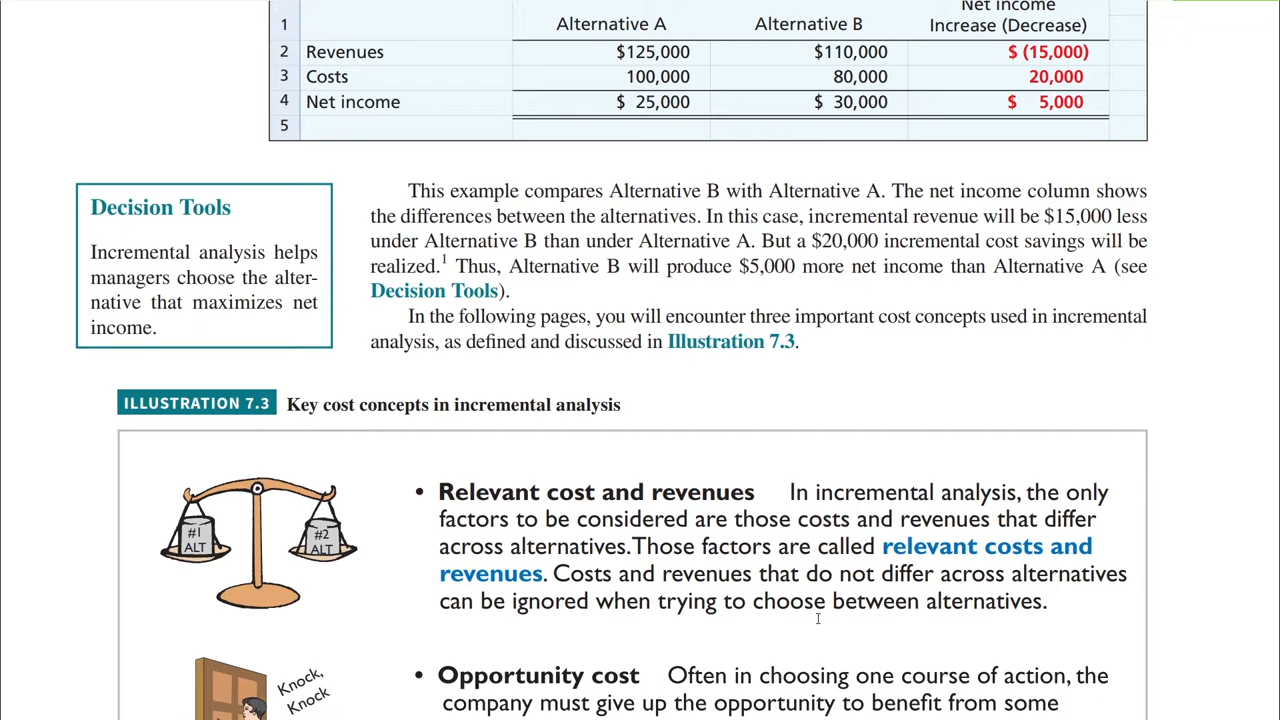 Net Income
1 Alternative A Alternative B Increase (Decrease)
2 Revenues $125,000 $110,000 $ (15,000)
3 Costs 100,000 80,000 20,000
4 Net income $ 25,000 $ 30,000 $ 5,000
5
Decision Tools
Incremental analysis helps
managers choose the alter-
native that maximizes net
income.
This example compares Alternative B with Alternative A. The net income column shows
the differences between the alternatives. In this case, incremental revenue will be $15,000 less
under Alternative B than under Alternative A. But a $20,000 incremental cost savings will be
realized.1 Thus, Alternative B will produce $5,000 more net income than Alternative A (see
Decision Tools).
In the following pages, you will encounter three important cost concepts used in incremental
analysis, as defined and discussed in Illustration 7.3.
ILLUSTRATION 7.3 Key cost concepts in incremental analysis
#1
ALT
#2
ALT
• Relevant cost and revenues In incremental analysis, the only
factors to be considered are those costs and revenues that differ
across alternatives.Those factors are called relevant costs and
revenues. Costs and revenues that do not differ across alternatives
can be ignored when trying to choose between alternatives.
Knock,
Knock
• Opportunity cost Often in choosing one course of action, the
company must give up the opportunity to benefit from some